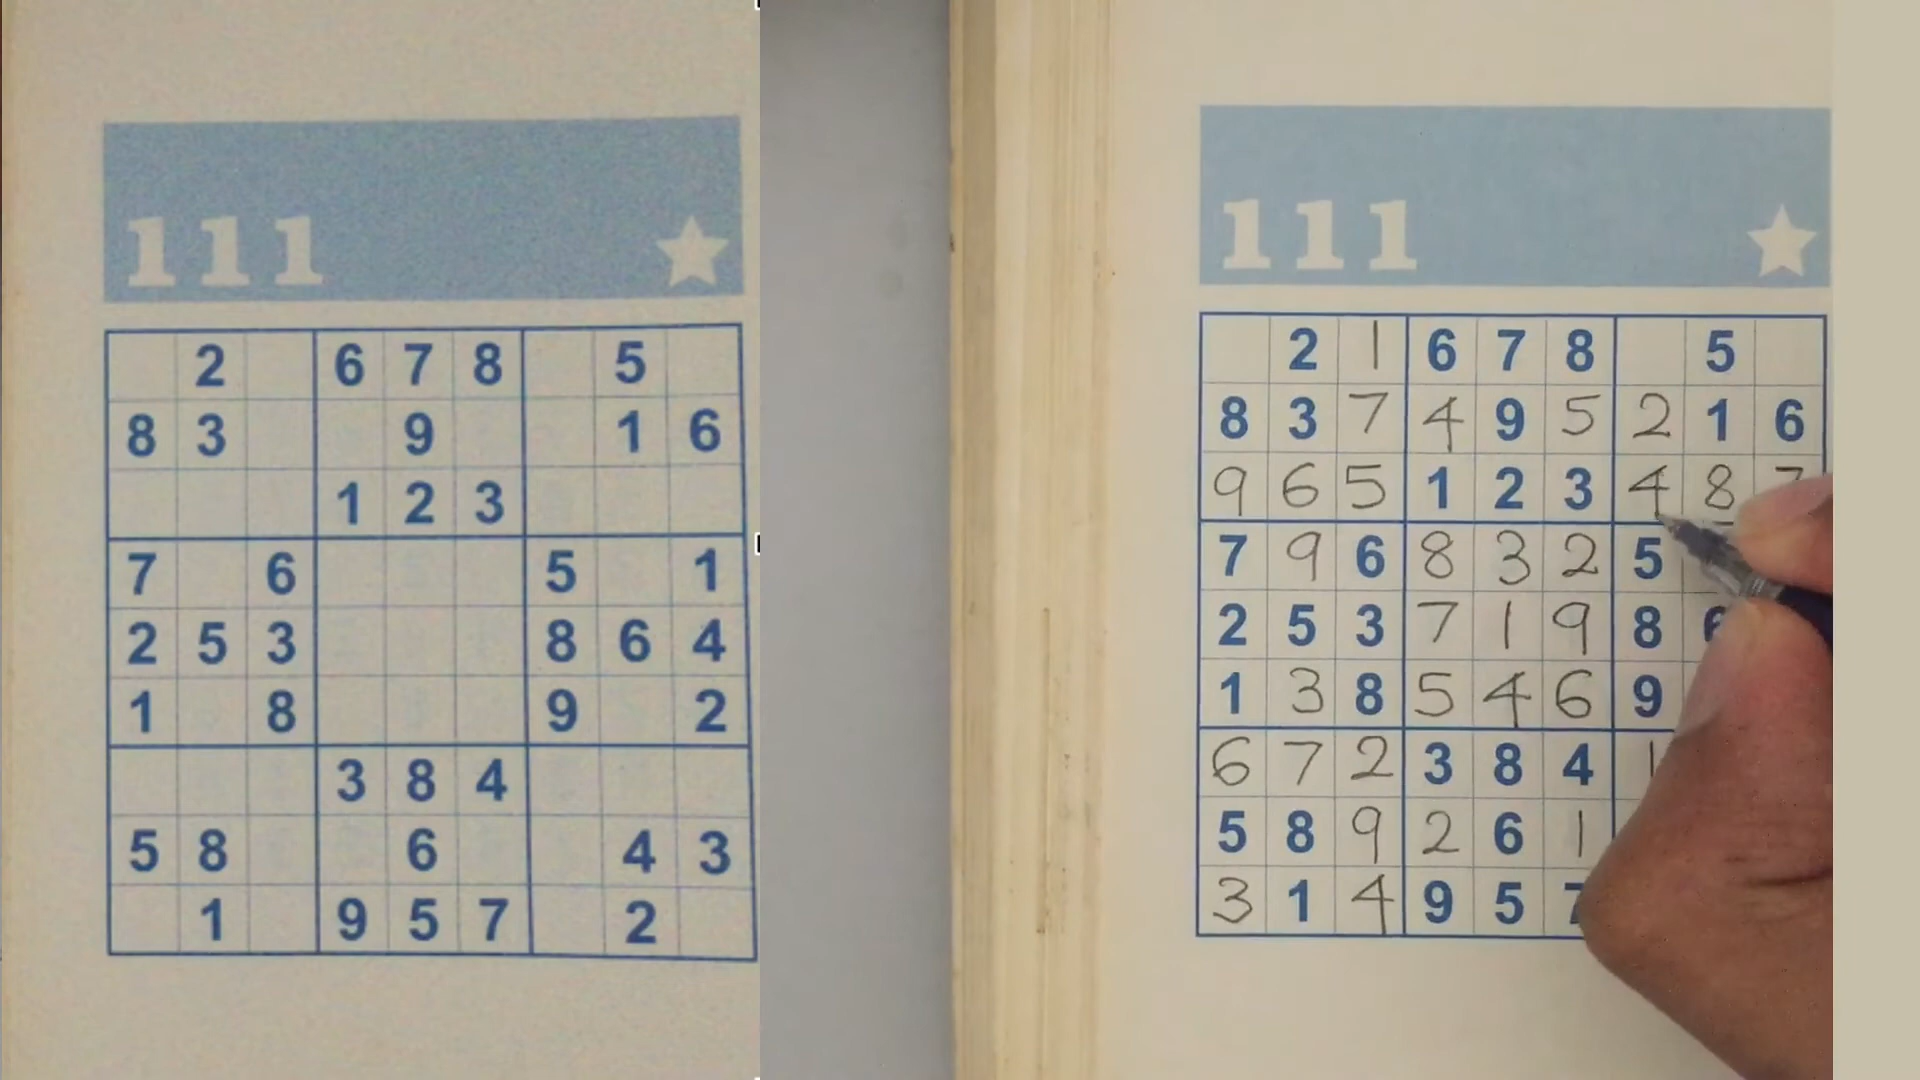 111
2 6 7 8 5
8 3 9 1 6
1 2 3
7 6 5 1
2 5 3 8 6 4
1 8 9 2
3 8 4
5 8 6 4 3
1 9 5 7 2
111
2 1 6 7 8 5
8 3 7 4 9 5 2 1 6
9 6 5 1 2 3 4 8 7
7 9 6 8 3 2 5
2 5 3 7 1 9 8 6
1 3 8 5 4 6 9
6 7 2 3 8 4 1
5 8 9 2 6 1
3 1 4 9 5 7